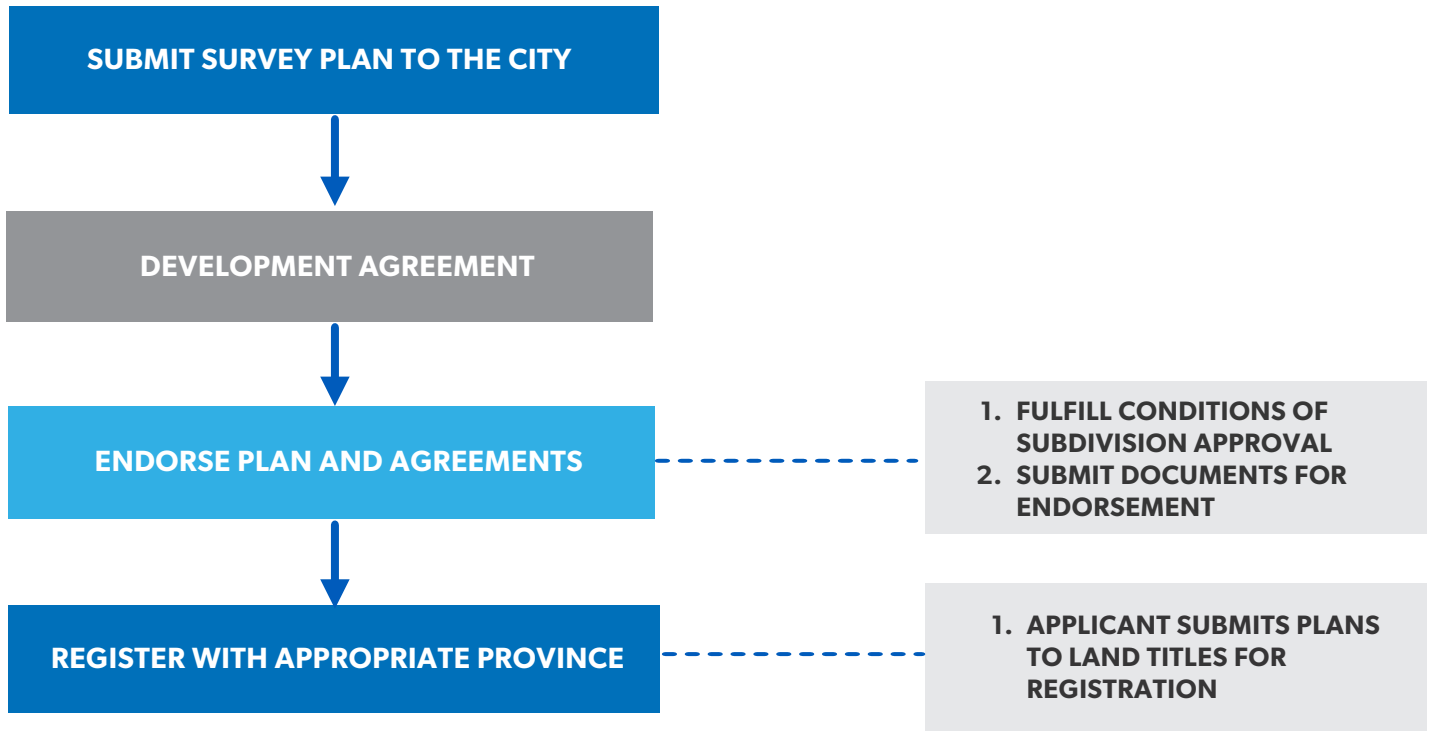 SUBMIT SURVEY PLAN TO THE CITY
DEVELOPMENT AGREEMENT
ENDORSE PLAN AND AGREEMENTS
1. FULFILL CONDITIONS OF
SUBDIVISION APPROVAL
2. SUBMIT DOCUMENTS FOR
ENDORSEMENT
REGISTER WITH APPROPRIATE PROVINCE
1. APPLICANT SUBMITS PLANS
TO LAND TITLES FOR
REGISTRATION